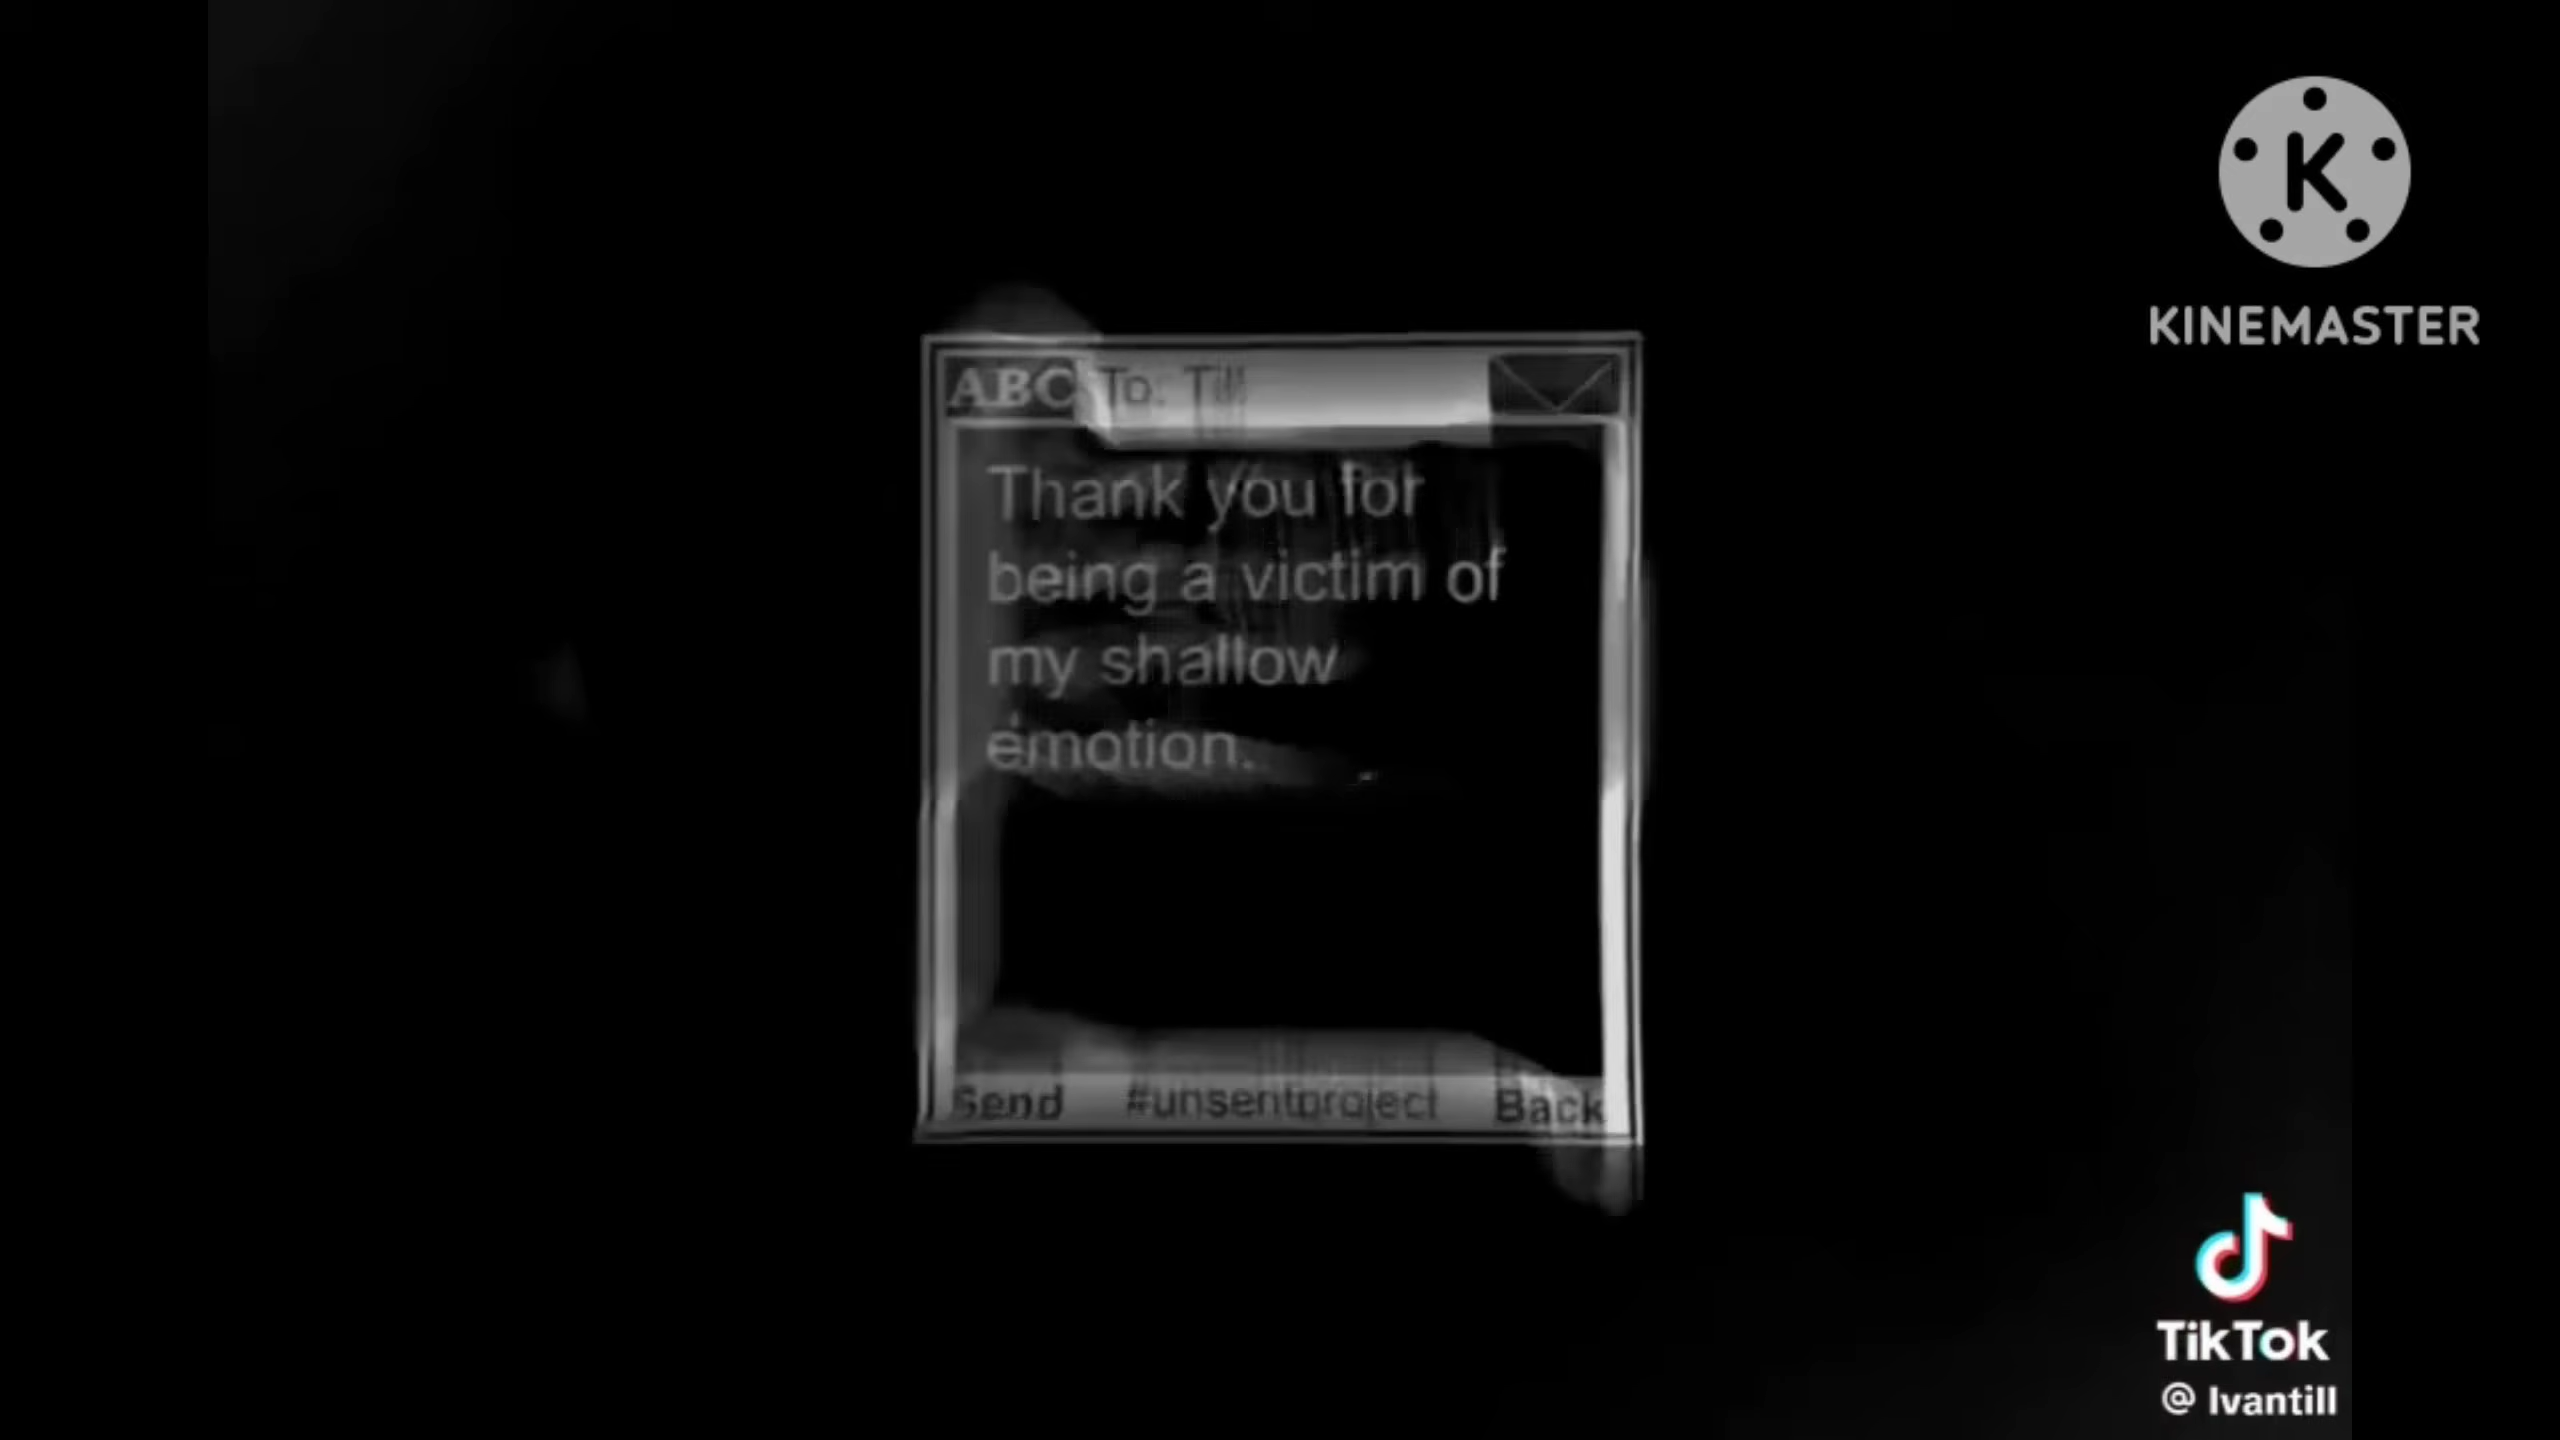 K
KINEMASTER
ABC To: Till
Thank you for
being a victim of
my shallow
emotion.
Send #unsentproject Back
TikTok
@ Ivantill